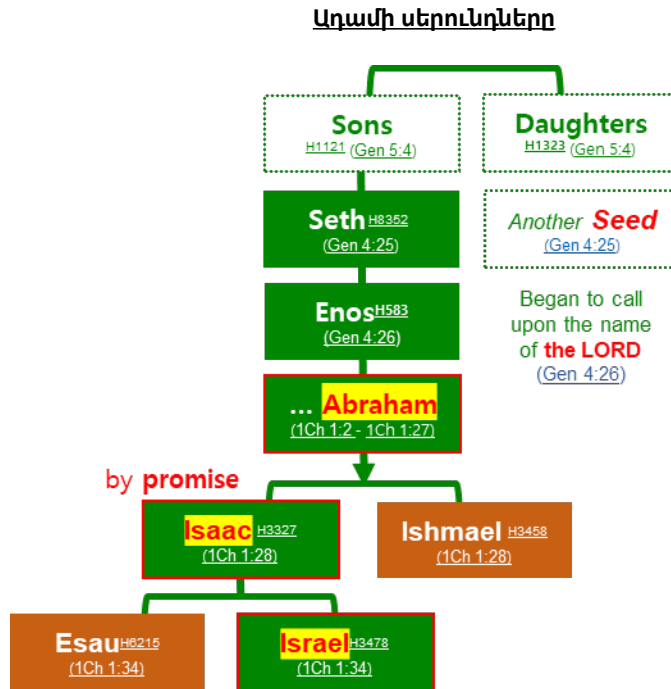 Ադամի սերունդները
Sons
H1121 (Gen 5:4)
Daughters
H1323 (Gen 5:4)
Seth H8352
(Gen 4:25)
Another Seed
(Gen 4:25)
Enos H583
(Gen 4:26)
Began to call
upon the name
of the LORD
(Gen 4:26)
... Abraham
(1Ch 1:2 - 1Ch 1:27)
by promise
Isaac H3327
(1Ch 1:28)
Ishmael H3458
(1Ch 1:28)
Esau H6215
(1Ch 1:34)
Israel H3478
(1Ch 1:34)